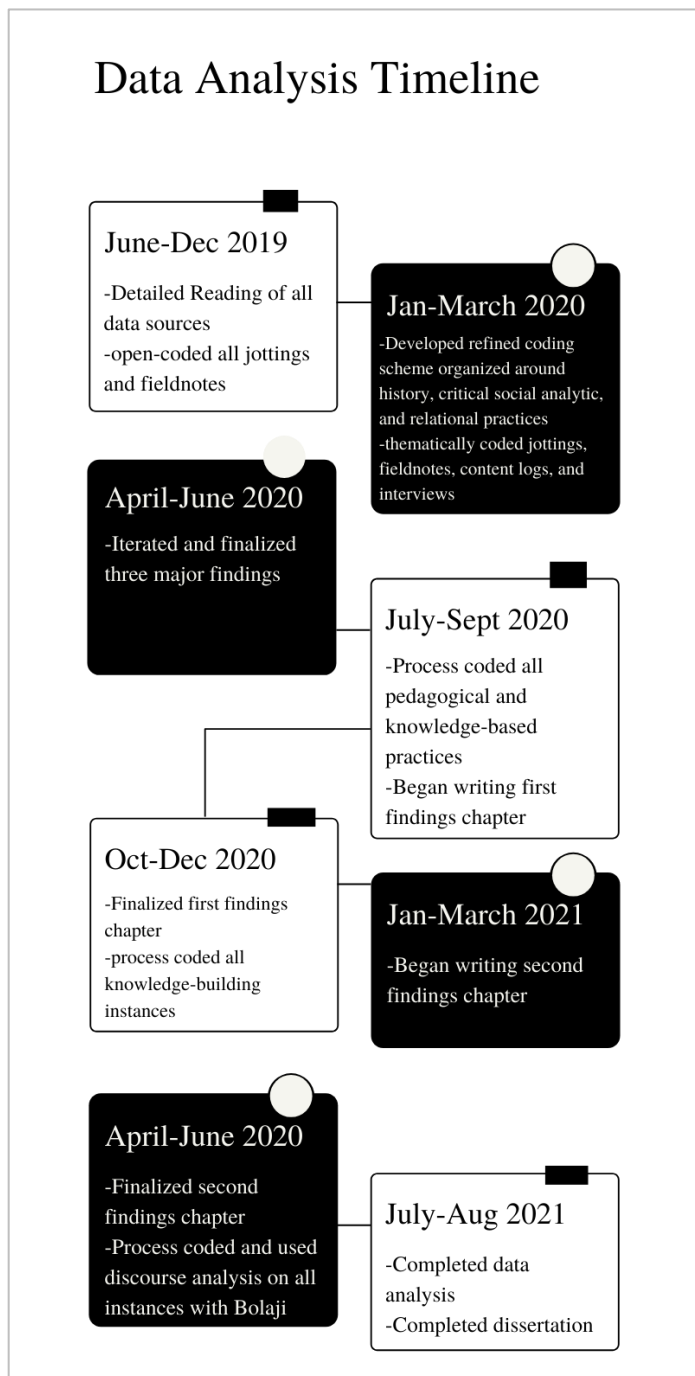 Data Analysis Timeline
June-Dec 2019
-Detailed Reading of all
data sources
-open-coded all jottings
and fieldnotes
Jan-March 2020
-Developed refined coding
scheme organized around
history, critical social analytic,
and relational practices
-thematically coded jottings,
fieldnotes, content logs, and
interviews
April-June 2020
-Iterated and finalized
three major findings
July-Sept 2020
-Process coded all
pedagogical and
knowledge-based
practices
-Began writing first
findings chapter
Oct-Dec 2020
-Finalized first findings
chapter
-process coded all
knowledge-building
instances
Jan-March 2021
-Began writing second
findings chapter
April-June 2020
-Finalized second
findings chapter
-Process coded and used
discourse analysis on all
instances with Bolaji
July-Aug 2021
-Completed data
analysis
-Completed dissertation